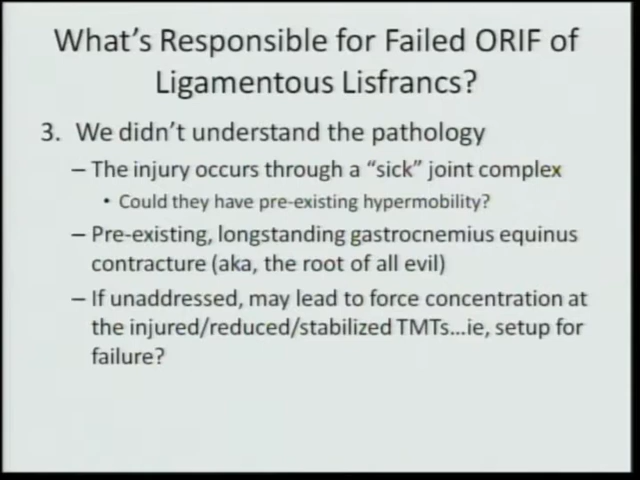 What's Responsible for Failed ORIF of
Ligamentous Lisfrancs?
3. We didn't understand the pathology
– The injury occurs through a “sick” joint complex
• Could they have pre-existing hypermobility?
– Pre-existing, longstanding gastrocnemius equinus
contracture (aka, the root of all evil)
– If unaddressed, may lead to force concentration at
the injured/reduced/stabilized TMTs...ie, setup for
failure?